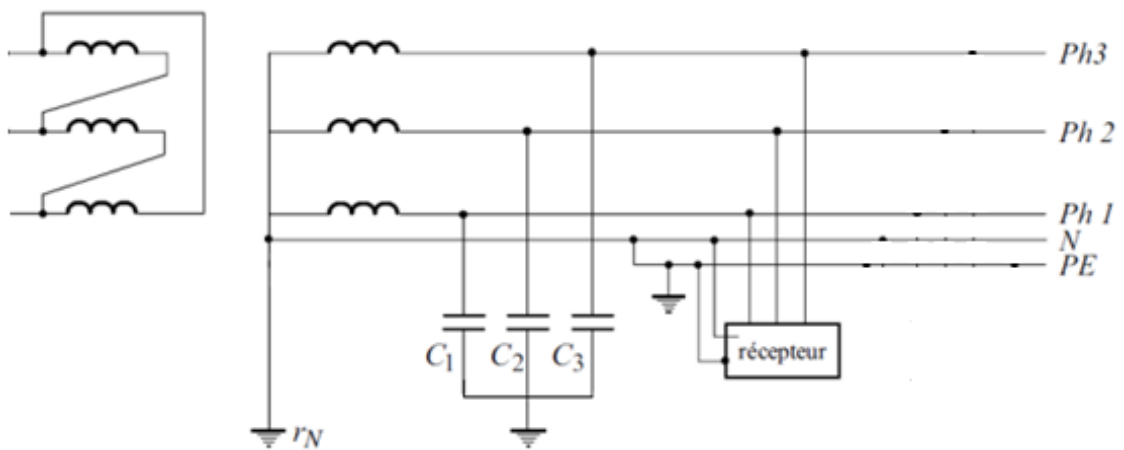 Ph3
Ph 2
Ph 1
N
PE
C1 C2 C3
récepteur
rN